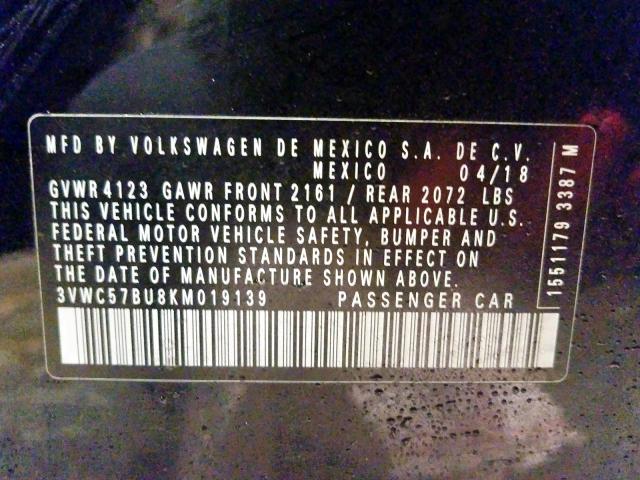 MFD BY VOLKSWAGEN DE MEXICO S.A. DE C.V.
MEXICO 04/18
GVWR4123 GAWR FRONT 2161 / REAR 2072 LBS
THIS VEHICLE CONFORMS TO ALL APPLICABLE U.S.
FEDERAL MOTOR VEHICLE SAFETY, BUMPER AND
THEFT PREVENTION STANDARDS IN EFFECT ON
THE DATE OF MANUFACTURE SHOWN ABOVE.
3VWC57BU8KM019139 PASSENGER CAR
1551179 3387 M